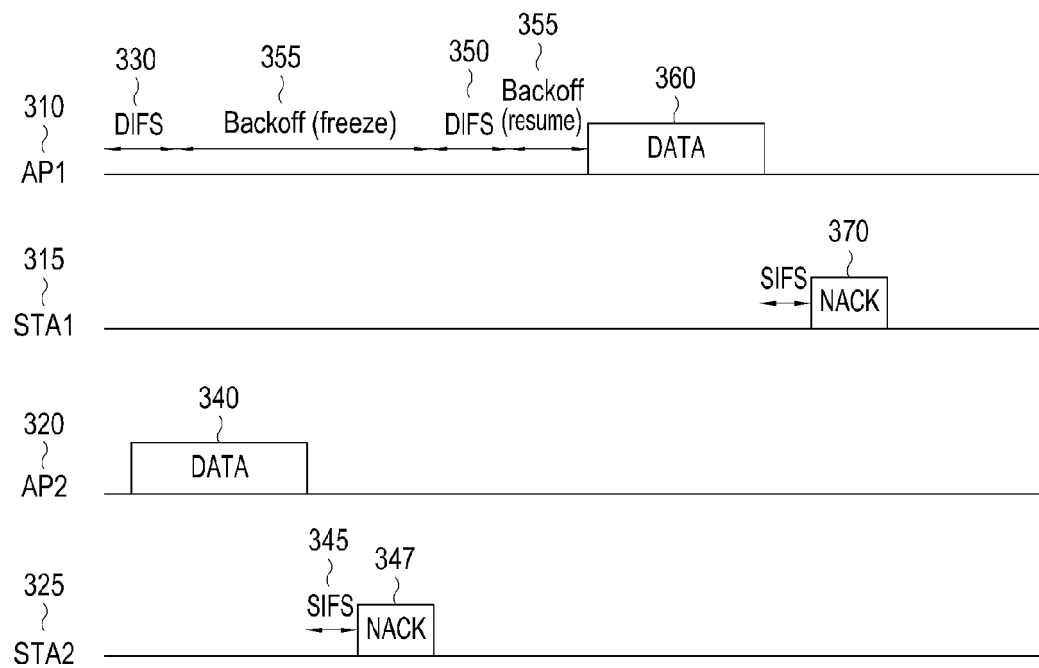 330
355
350
355
360
310
DIFS
Backoff (freeze)
DIFS
Backoff
(resume)
DATA
AP1
315
370
SIFS
NACK
STA1
320
340
DATA
AP2
325
345
347
SIFS
NACK
STA2